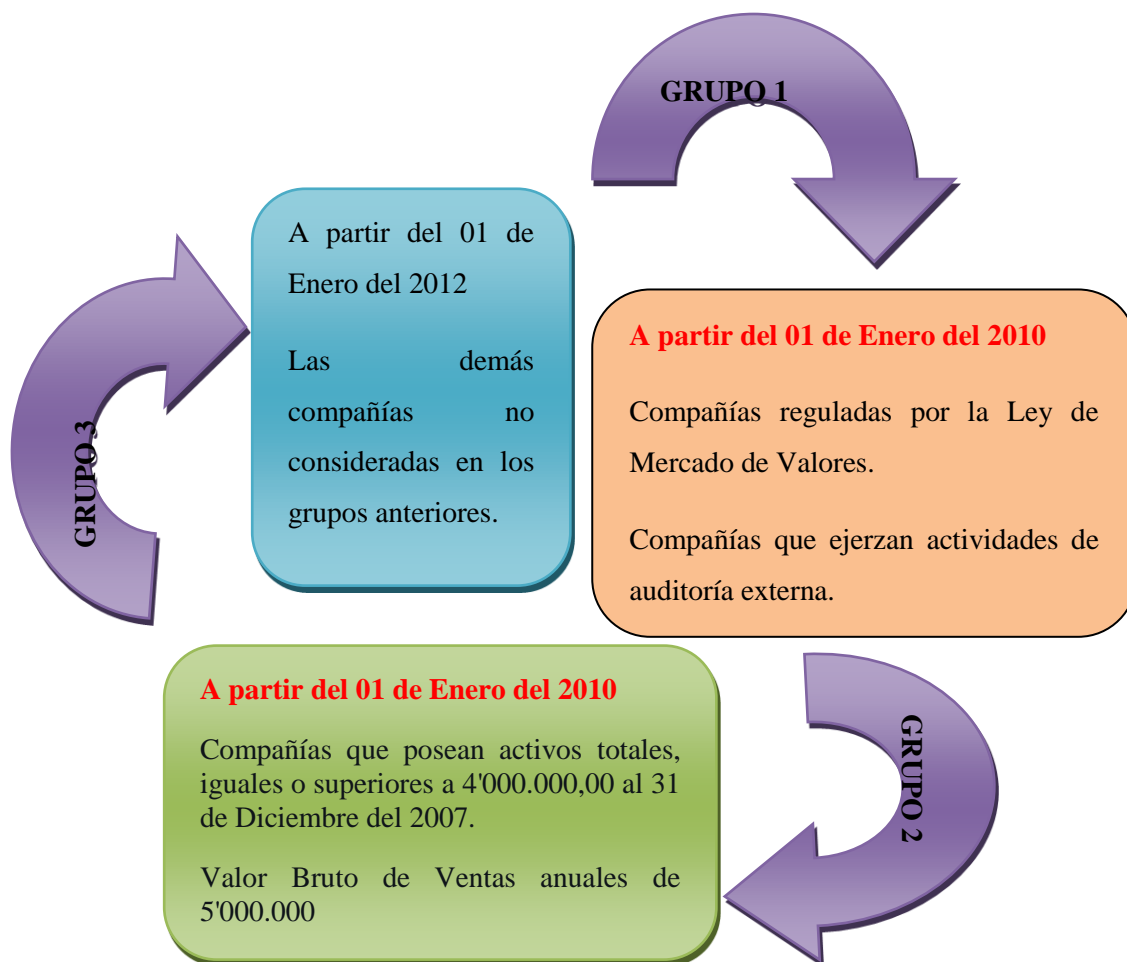 GRUPO 1
A partir del 01 de Enero del 2010
Compañías reguladas por la Ley de
Mercado de Valores.
Compañías que ejerzan actividades de
auditoría externa.
GRUPO 2
A partir del 01 de Enero del 2010
Compañías que posean activos totales,
iguales o superiores a 4'000.000,00 al 31
de Diciembre del 2007.
Valor Bruto de Ventas anuales de
5'000.000
GRUPO 3
A partir del 01 de
Enero del 2012
Las demás
compañías no
consideradas en los
grupos anteriores.